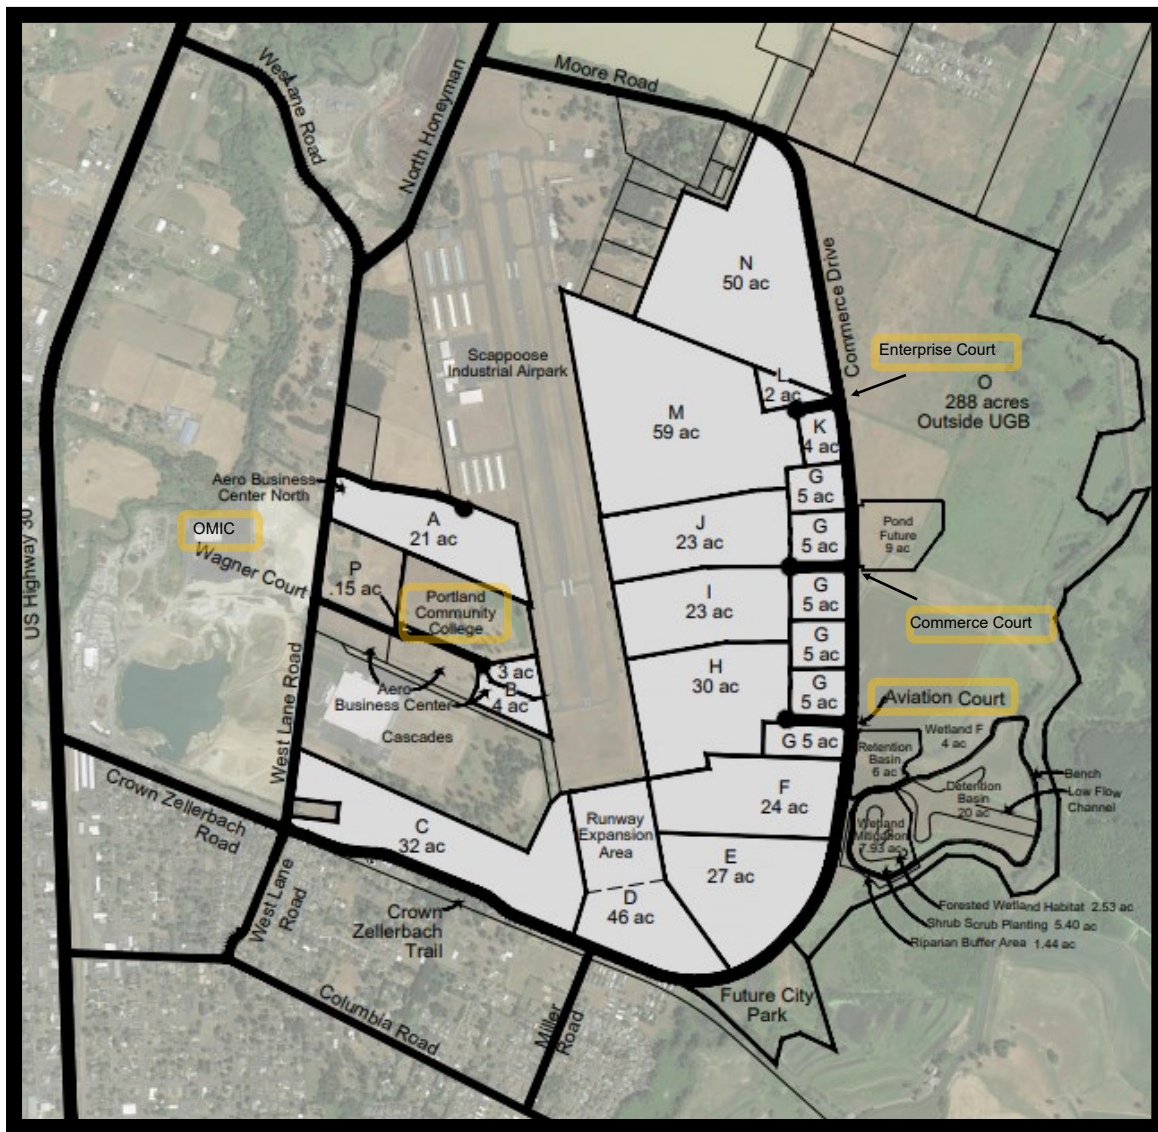 West Lane Road
North Honeyman
Moore Road
N
50 ac
Commerce Drive
Enterprise Court
Scappoose
Industrial Airpark
L
2 ac
O
288 acres
Outside UGB
M
59 ac
K
4 ac
Aero Business
Center North
G
5 ac
OMIC
A
21 ac
J
23 ac
G
5 ac
Pond
Future
9 ac
US Highway 30
Wagner Court
P
.15 ac
Portland
Community
College
I
23 ac
G
5 ac
Commerce Court
G
5 ac
3 ac
B
4 ac
H
30 ac
G
5 ac
Aero
Business Center
Aviation Court
West Lane Road
Cascades
G 5 ac
Wetland F
4 ac
Retention
Basin
6 ac
Bench
Low Flow
Channel
Detention
Basin
20 ac
Crown Zellerbach
Road
F
24 ac
Runway
Expansion
Area
Wetland
Mitigation
7.93 ac
C
32 ac
E
27 ac
West Lane
Road
D
46 ac
Crown
Zellerbach
Trail
Forested Wetland Habitat 2.53 ac
Shrub Scrub Planting 5.40 ac
Riparian Buffer Area 1.44 ac
Future City
Park
Columbia Road
Miller
Road